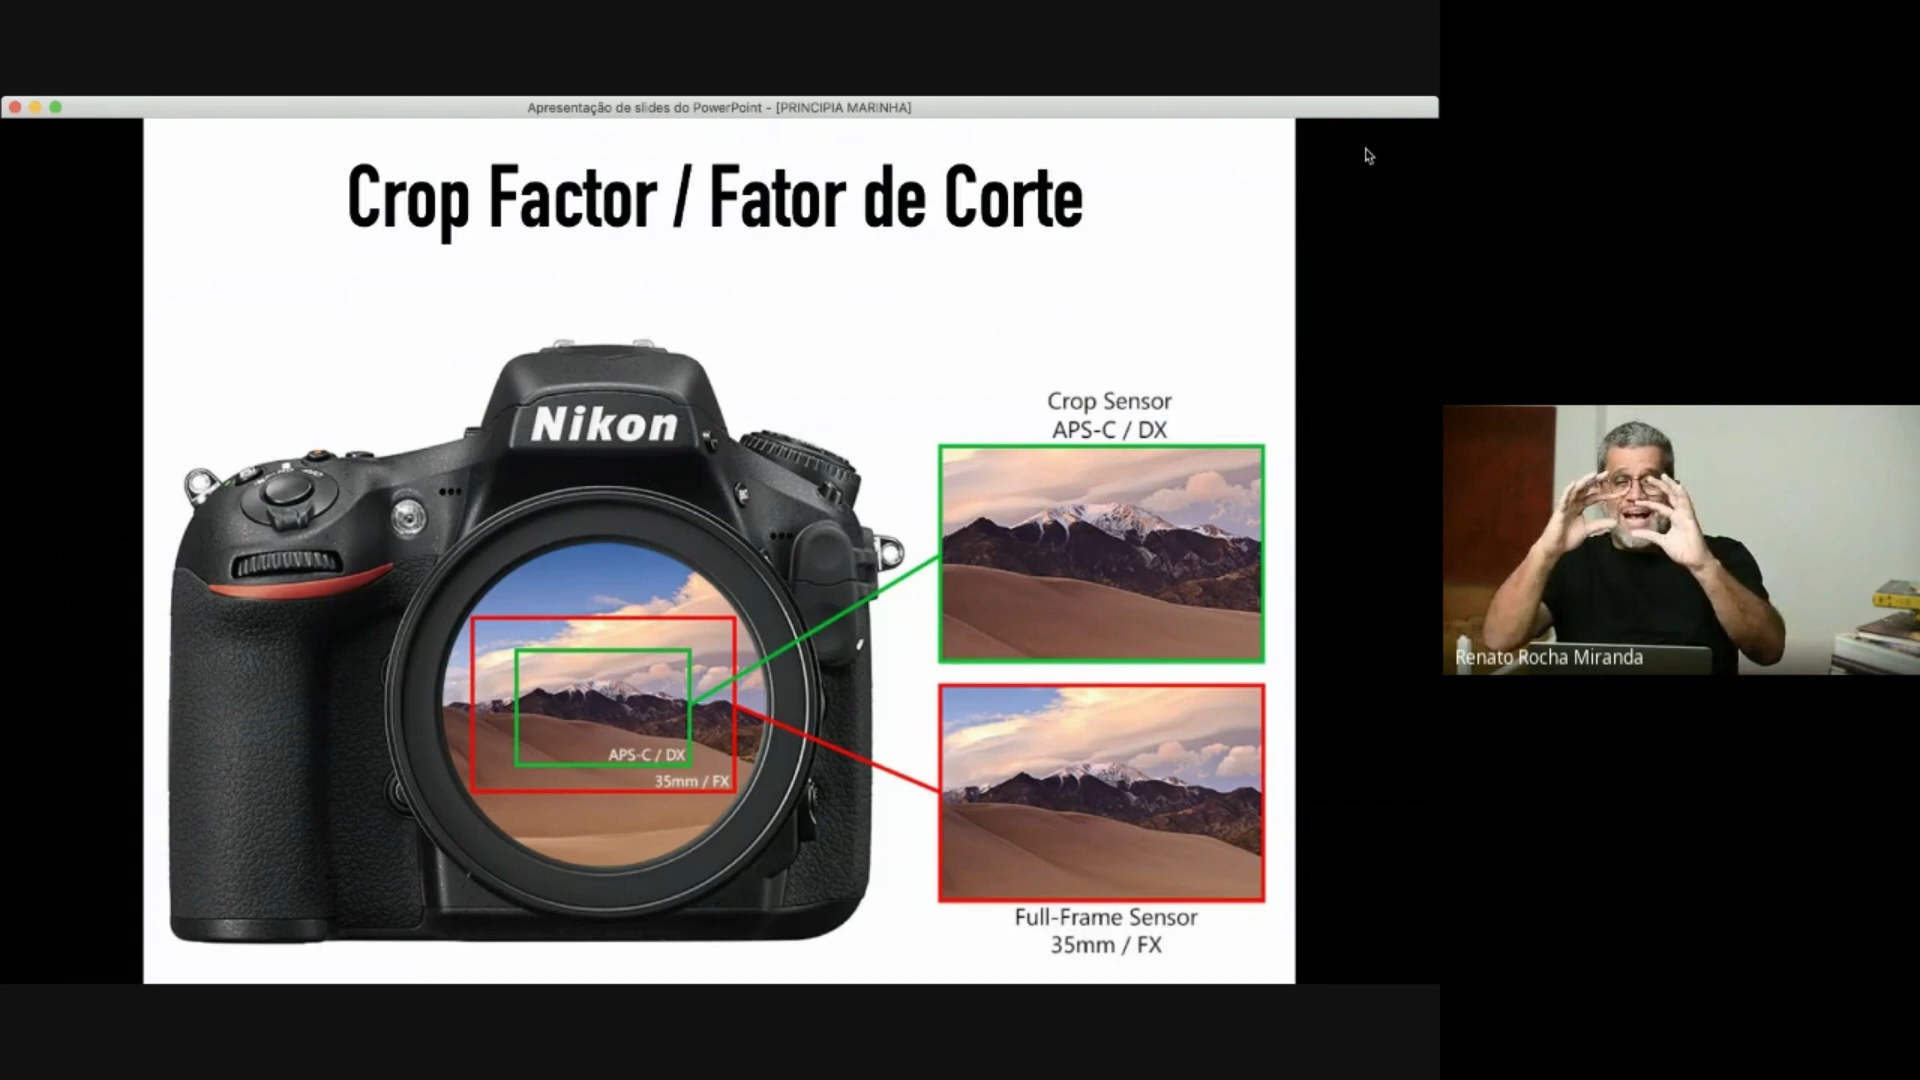 Apresentação de slides do PowerPoint - [PRINCIPIA MARINHA]
Crop Factor / Fator de Corte
Nikon
Crop Sensor
APS-C / DX
APS-C / DX
35mm / FX
Full-Frame Sensor
35mm / FX
Renato Rocha Miranda